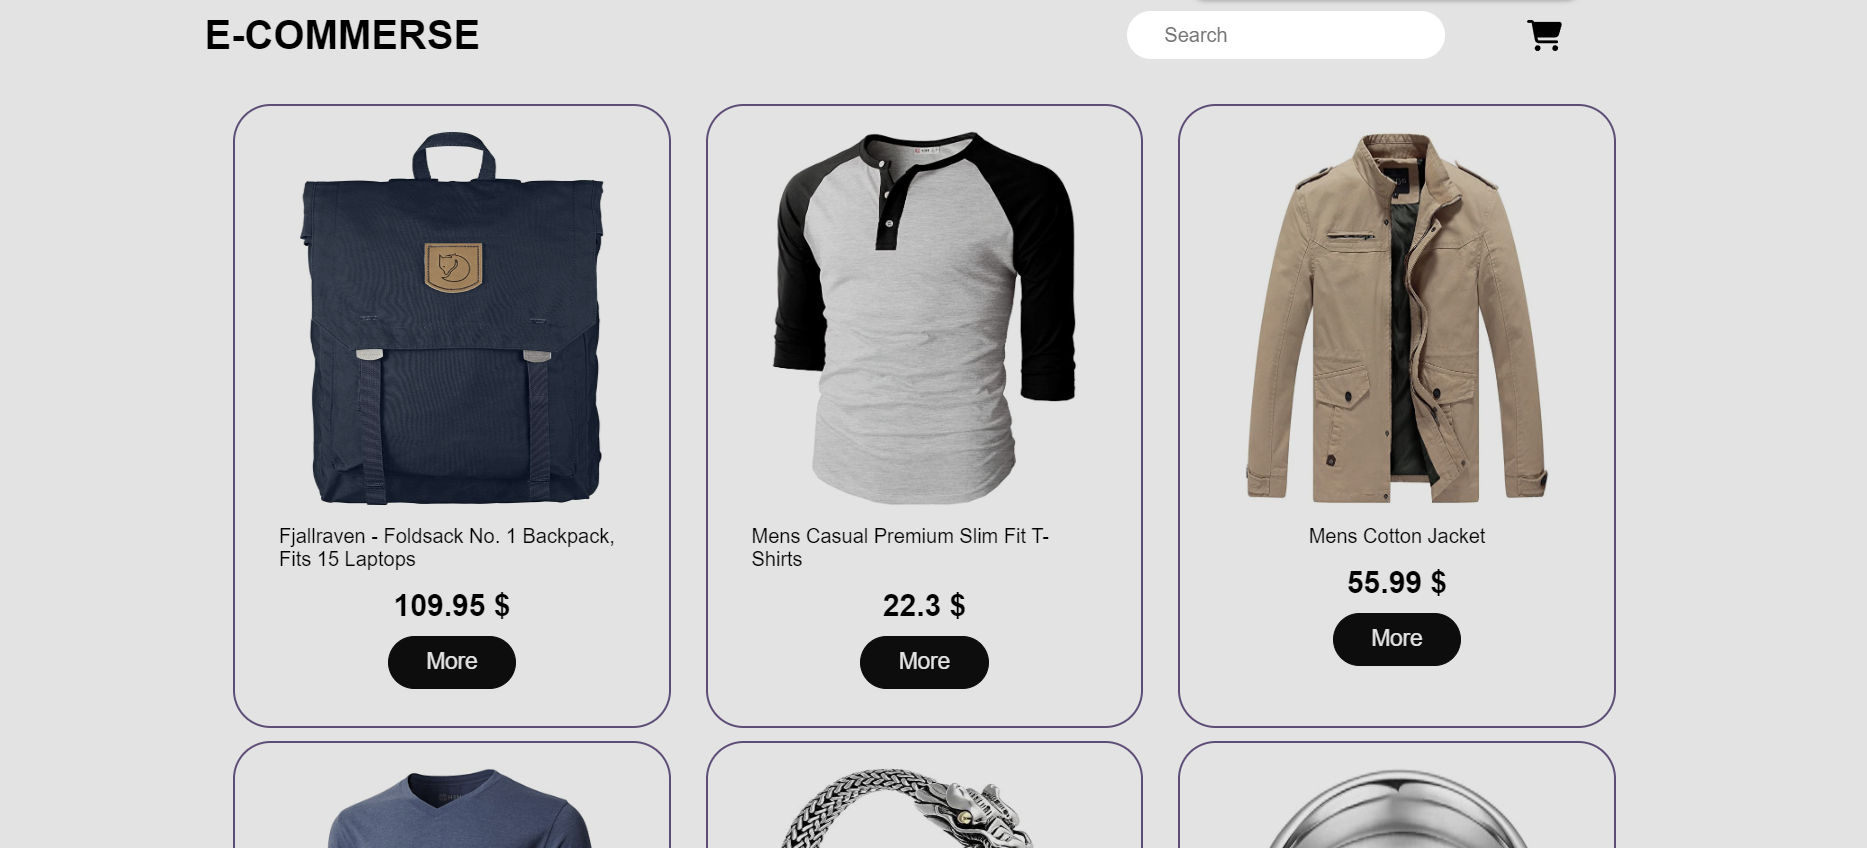 E-COMMERSE
Search
Fjallraven - Foldsack No. 1 Backpack,
Fits 15 Laptops
109.95 $
More
Mens Casual Premium Slim Fit T-
Shirts
22.3 $
More
Mens Cotton Jacket
55.99 $
More